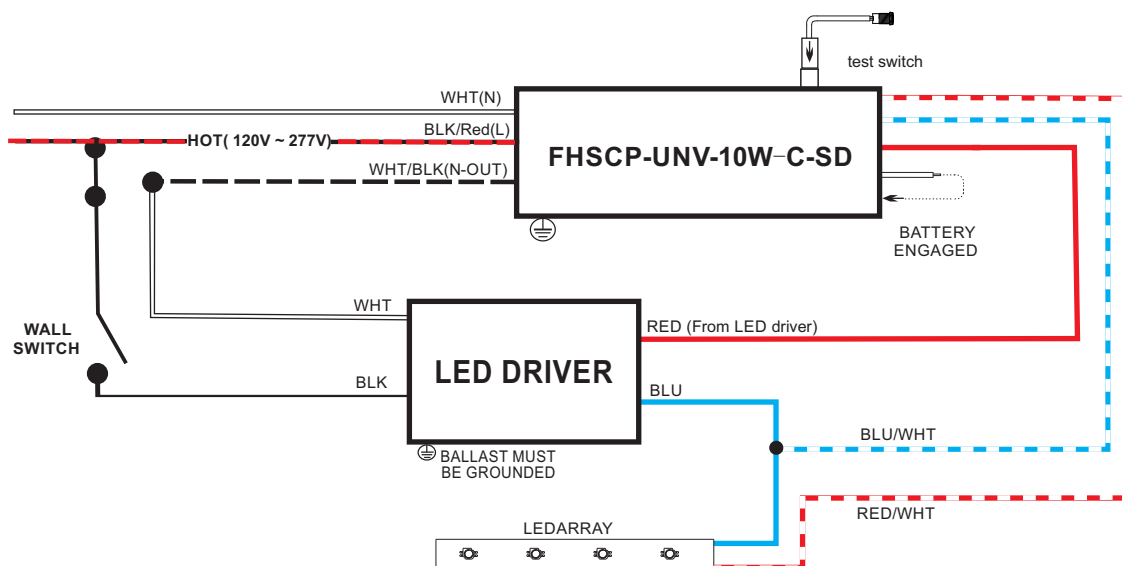 test switch
WHT(N)
BLK/Red(L)
HOT( 120V ~ 277V)
FHSCP-UNV-10W-C-SD
WHT/BLK(N-OUT)
BATTERY
ENGAGED
WHT
RED (From LED driver)
WALL
SWITCH
LED DRIVER
BLK
BLU
BLU/WHT
BALLAST MUST
BE GROUNDED
RED/WHT
LEDARRAY